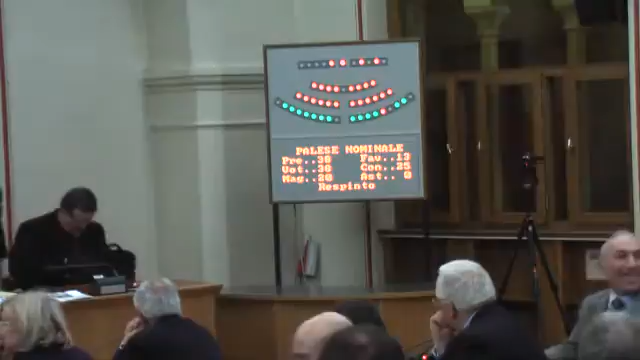 PALESE NOMINALE
Pre..38 Fav..13
Vot..38 Con..25
Mag..20 Ast.. 0
Respinto